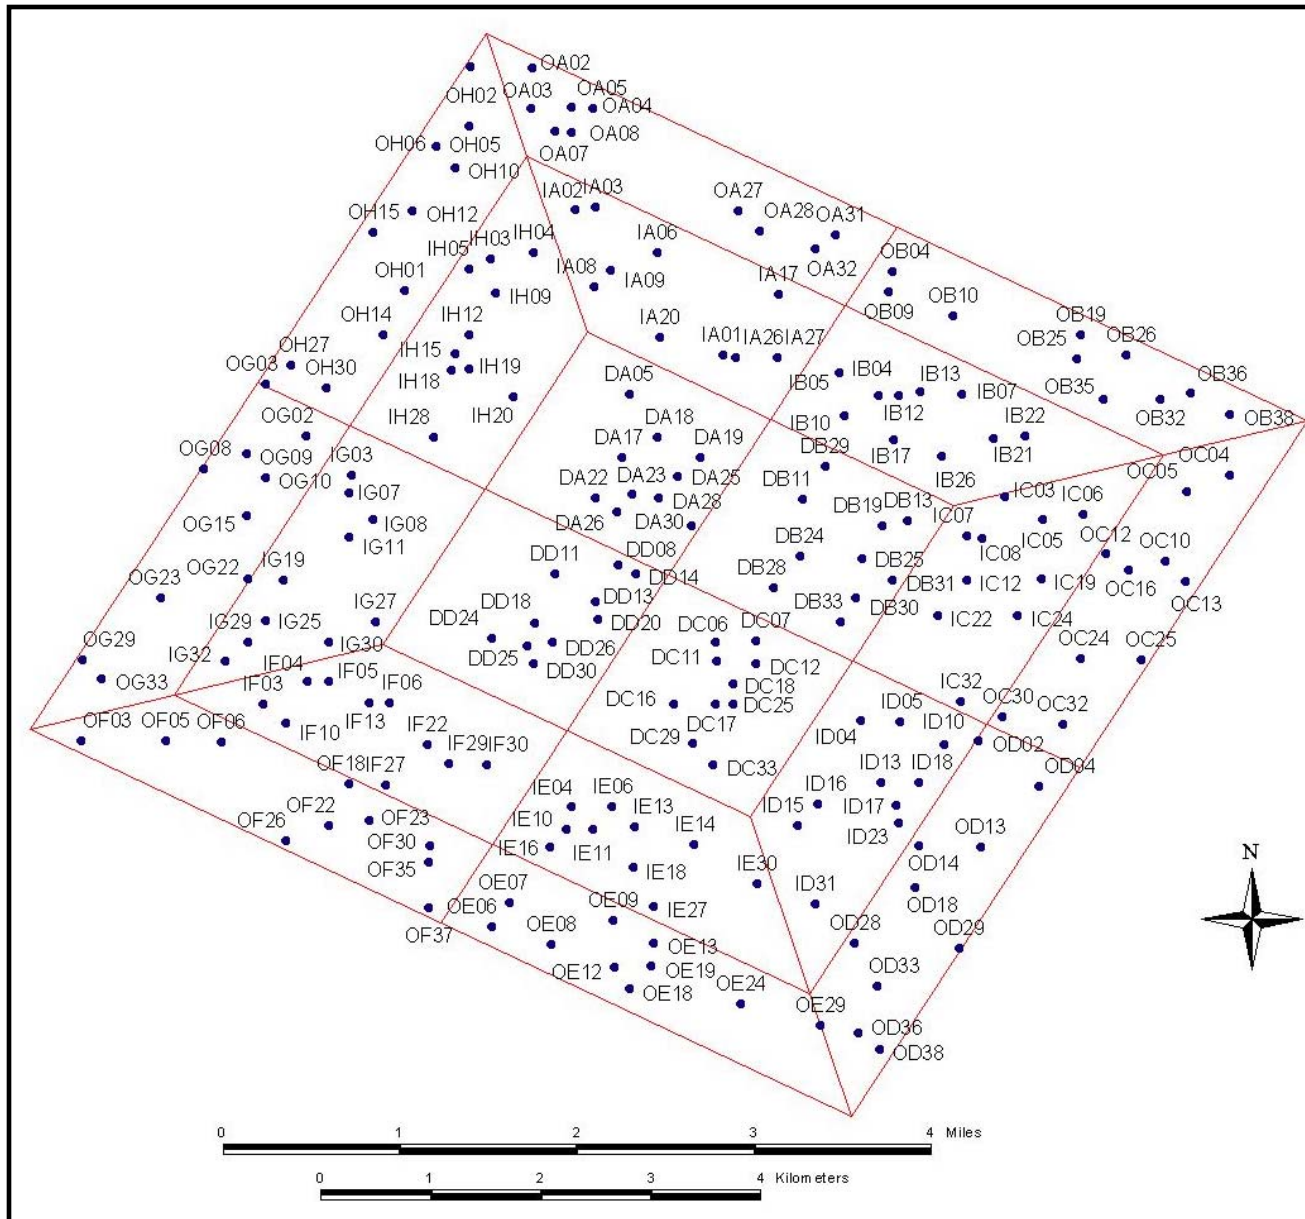 OA02
OA03 OA05
OH02 OA04
OH06 OH05 OA08
OA07
OH10
IA02 IA03
OA27
OH15 OH12 OA28 OA31
IH05 IH03 IH04 IA06 OB04
OA32
OH01 IA08 IA09
IH09 IA17 OB09 OB10
OH14 IH12 IA20 IA01 IA26 IA27 OB19
OH27 IH15 OB25 OB26
OG03 OH30 IH18 IH19 IB05 IB04 IB13 IB07 OB35 OB36
DA05 OB32
OG02 IH20 IB12 OB38
IH28 DA18 IB10 IB22
DA17 DA19 DB29
OG08 OG09 IG03 IB17 IB21
OG10 DA22 DA23 DA25 DB11 IB26 OC05 OC04
IG07 DA28 IC03 IC06
OG15 IG08 DA26 DA30 DB19 DB13 IC07
IG11 DD11 DD08 DB24 IC08 IC05 OC12 OC10
OG22 IG19 DD14 DB28 DB25 OC16
OG23 DB31 IC12 IC19
DD18 DD13 DB33 DB30 OC13
IG29 IG25 IG27 DD24 DD20 DC06 DC07 IC22 IC24
OG29 IG32 IG30 DD25 DD26 DC11 OC24 OC25
IF04 IF05 DD30 DC12
OG33 IF03 IF06 DC16 DC18 IC32
OF03 OF05 OF06 IF10 IF13 IF22 DC17 DC25 ID05 OC30 OC32
DC29 ID04 ID10 OD02
OF18 IF27 IF29 IF30 DC33 ID13 ID18 OD04
IE04 IE06 ID16
OF26 OF22 OF23 IE10 IE13 ID15 ID17
OF30 IE16 IE11 IE14 ID23 OD13
OF35 IE18 IE30 OD14
OE07 ID31
OE06 OE09 IE27 OD18
OF37 OE08 OD28 OD29
OE13
OE12 OE19 OD33
OE18 OE24
OE29 OD36
OD38
N
0 1 2 3 4 Miles
0 1 2 3 4 Kilometers